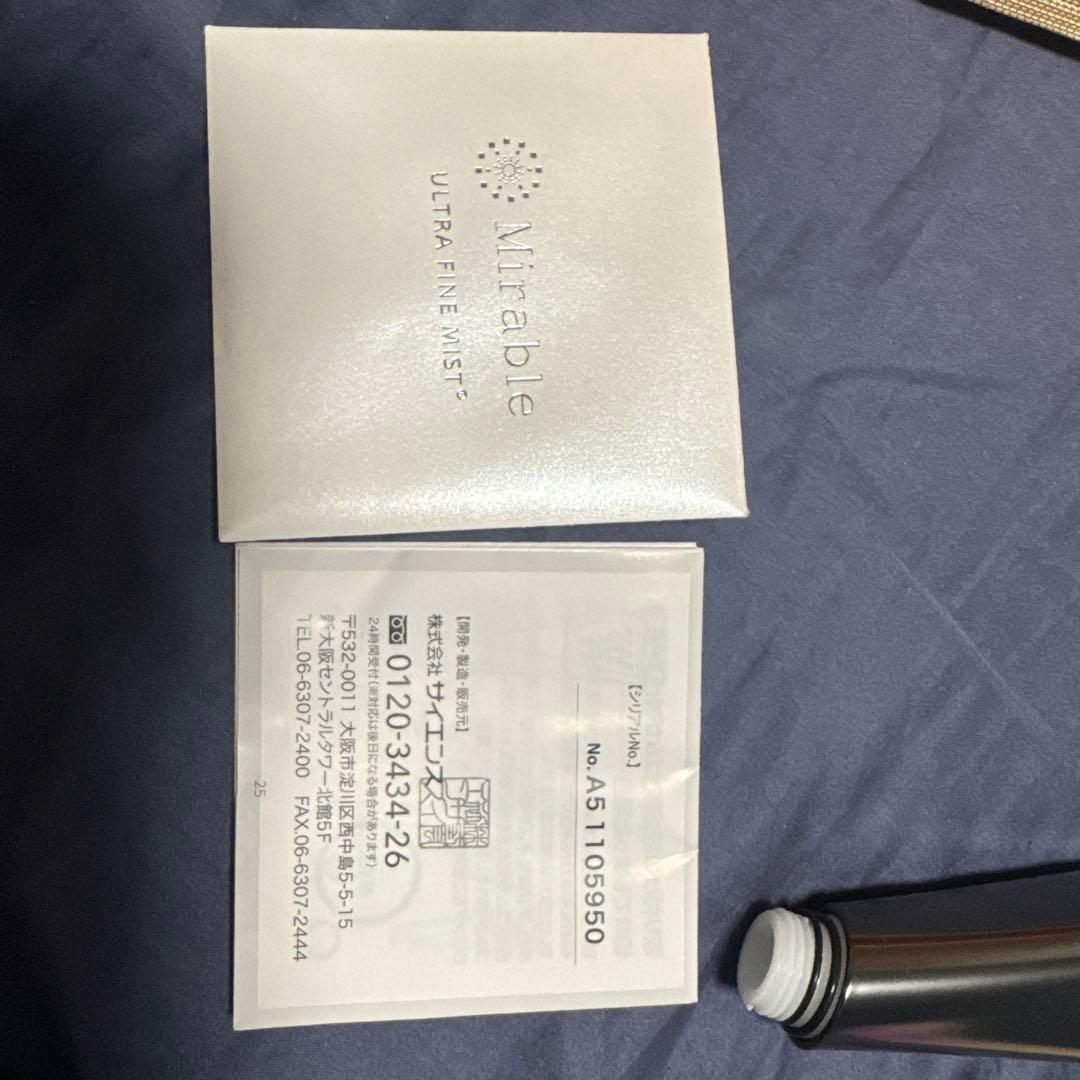 Mirable
ULTRA FINE MIST®
【シリアルNo.】
No. A5 1105950
【開発・製造・販売元】
株式会社 サイエンス
0120-3434-26
24時間受付(※対応は後日になる場合があります)
〒532-0011 大阪市淀川区西中島5-5-15
新大阪セントラルタワー北館5F
TEL.06-6307-2400 FAX.06-6307-2444
25